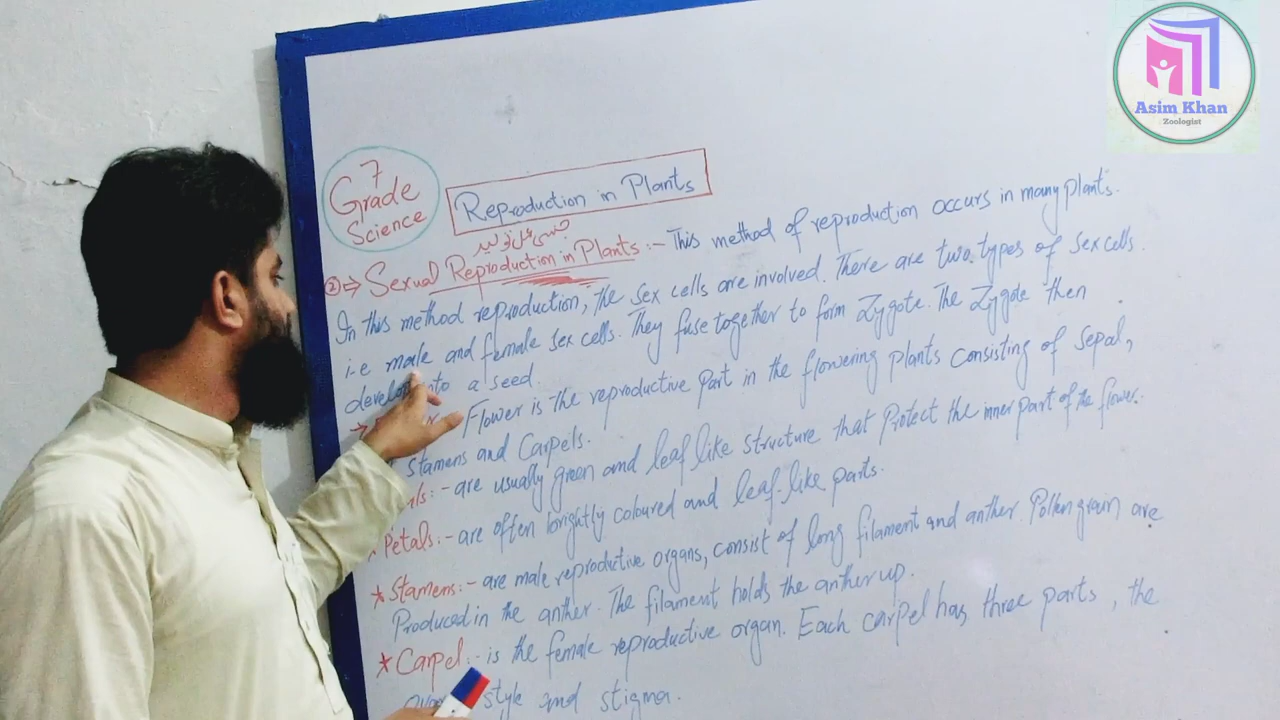 Asim Khan
Zoologist
7
Grade
Science
Reproduction in Plants
② ⇒ Sexual Reproduction in Plants :- This method of reproduction occurs in many plants.
In this method reproduction, the sex cells are involved. There are two types of sex cells
i.e male and female sex cells. They fuse together to form Zygote. The Zygote then
develop into a seed.
→ Flower is the reproductive Part in the flowering plants consisting of sepal,
Stamens and Carpels.
als:- are usually green and leaf like structure that Protect the inner part of the flower.
* Petals:- are often brightly coloured and leaf-like parts.
* Stamens:- are male reproductive organs, consist of long filament and anther. Pollen grain are
Produced in the anther. The filament holds the anther up.
* Carpel:- is the female reproductive organ. Each carpel has three parts, the
style and stigma.